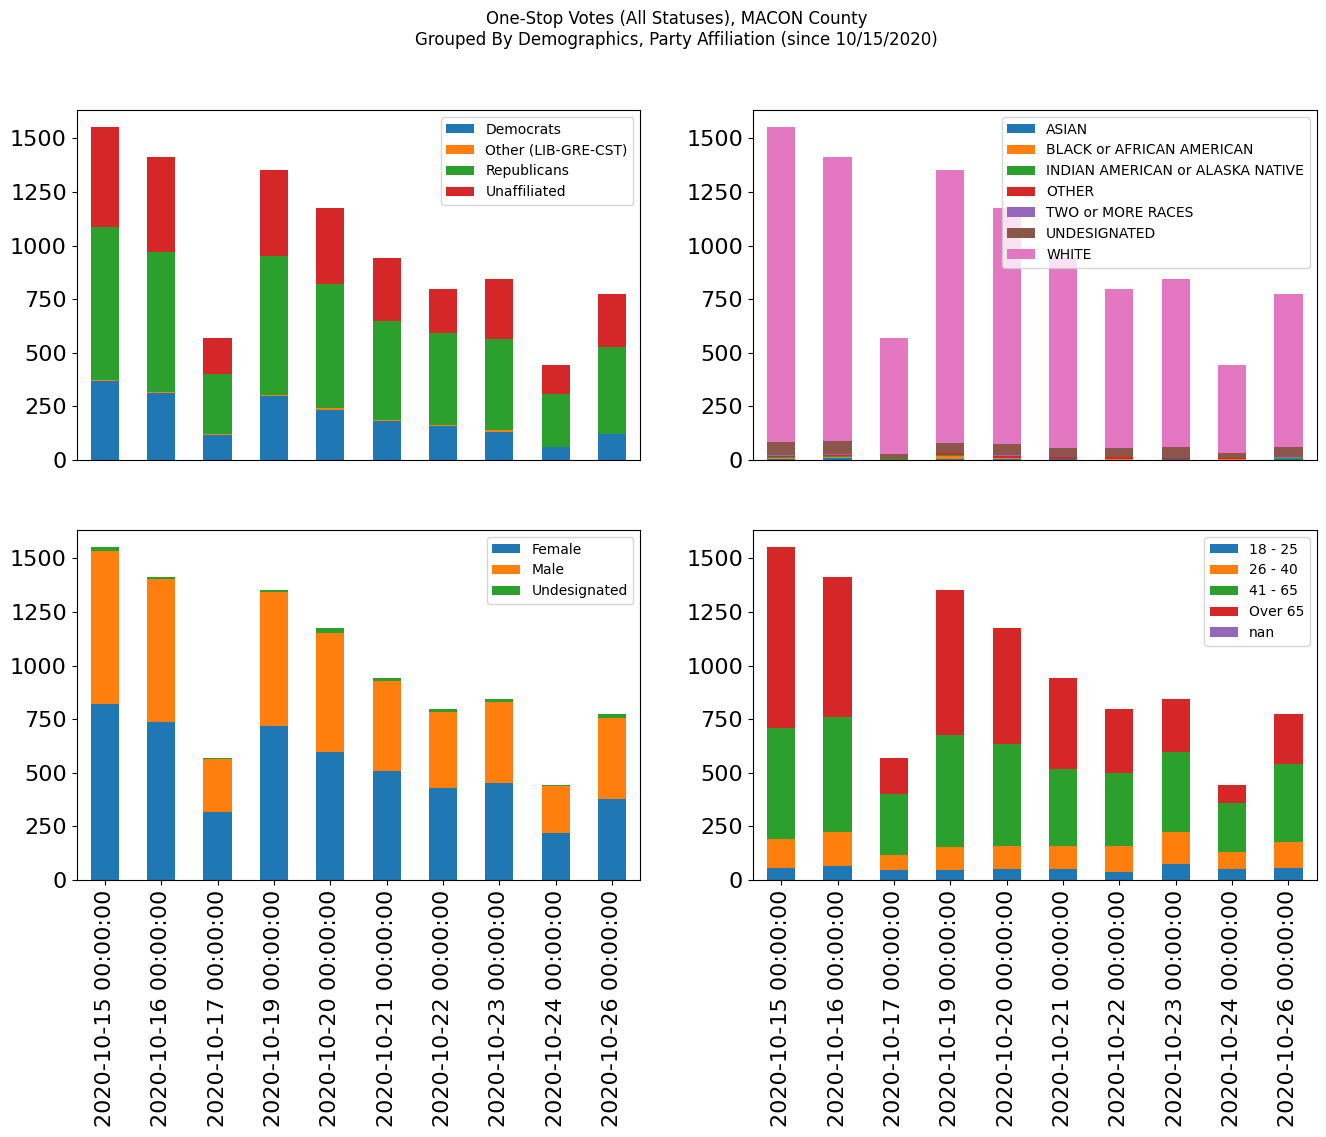 One-Stop Votes (All Statuses), MACON County
Grouped By Demographics, Party Affiliation (since 10/15/2020)
1500
1250
1000
750
500
250
0
Democrats
Other (LIB-GRE-CST)
Republicans
Unaffiliated
1500
1250
1000
750
500
250
0
ASIAN
BLACK or AFRICAN AMERICAN
INDIAN AMERICAN or ALASKA NATIVE
OTHER
TWO or MORE RACES
UNDESIGNATED
WHITE
1500
1250
1000
750
500
250
0
Female
Male
Undesignated
2020-10-15 00:00:00
2020-10-16 00:00:00
2020-10-17 00:00:00
2020-10-19 00:00:00
2020-10-20 00:00:00
2020-10-21 00:00:00
2020-10-22 00:00:00
2020-10-23 00:00:00
2020-10-24 00:00:00
2020-10-26 00:00:00
1500
1250
1000
750
500
250
0
18 - 25
26 - 40
41 - 65
Over 65
nan
2020-10-15 00:00:00
2020-10-16 00:00:00
2020-10-17 00:00:00
2020-10-19 00:00:00
2020-10-20 00:00:00
2020-10-21 00:00:00
2020-10-22 00:00:00
2020-10-23 00:00:00
2020-10-24 00:00:00
2020-10-26 00:00:00